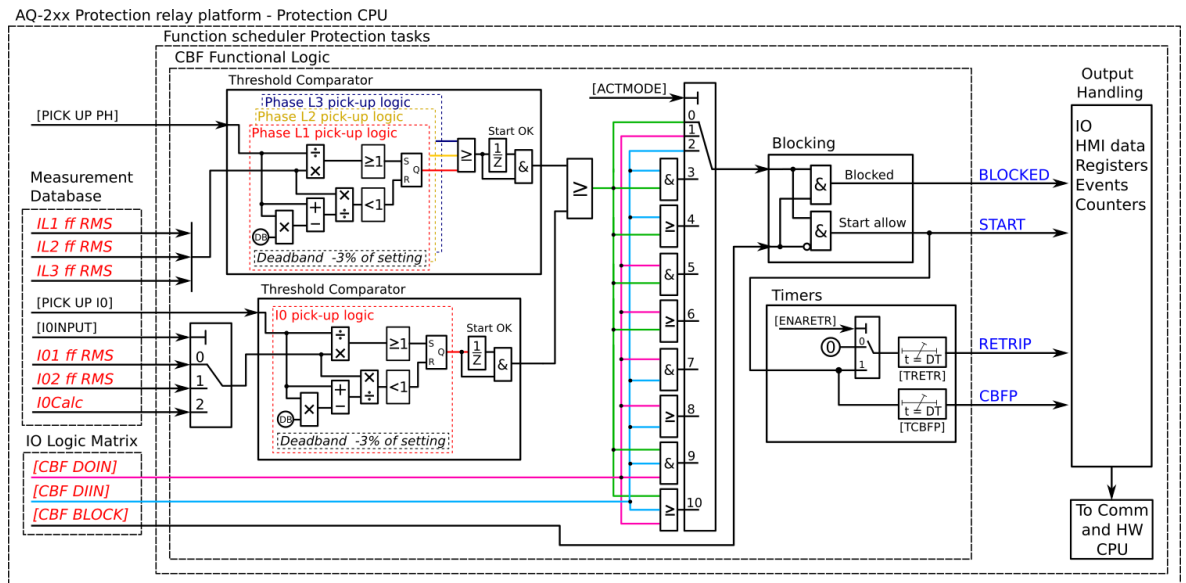 AQ-2xx Protection relay platform - Protection CPU
Function scheduler Protection tasks
CBF Functional Logic
Threshold Comparator
Phase L3 pick-up logic
Phase L2 pick-up logic
Phase L1 pick-up logic
[PICK UP PH]
÷
×
≥1
S
Q
R
≥
Start OK
1
Z
&
+
−
×
÷
<1
×
DB
Deadband -3% of setting
Measurement
Database
IL1 ff RMS
IL2 ff RMS
IL3 ff RMS
[PICK UP I0]
[I0INPUT]
0
I01 ff RMS
1
I02 ff RMS
2
I0Calc
Threshold Comparator
I0 pick-up logic
÷
×
≥1
S
Q
R
Start OK
1
Z
&
+
−
×
÷
<1
×
DB
Deadband -3% of setting
IO Logic Matrix
[CBF DOIN]
[CBF DIIN]
[CBF BLOCK]
≥
[ACTMODE]
0
1
2
& 3
≥ 4
& 5
≥ 6
& 7
≥ 8
& 9
≥ 10
Blocking
& Blocked
& Start allow
Timers
[ENARETR]
0
0
1
t = DT
[TRETR]
t = DT
[TCBFP]
BLOCKED
START
RETRIP
CBFP
Output
Handling
IO
HMI data
Registers
Events
Counters
To Comm
and HW
CPU